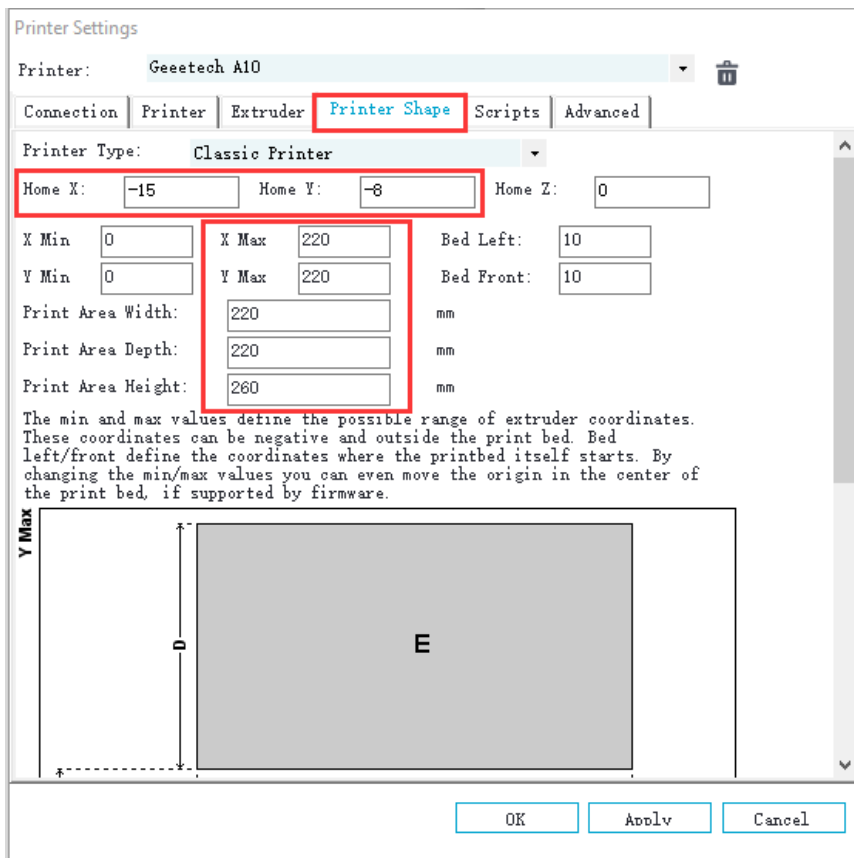 Printer Settings
Printer: Geeetech A10
Connection Printer Extruder Printer Shape Scripts Advanced
Printer Type: Classic Printer
Home X: -15 Home Y: -8 Home Z: 0
X Min 0 X Max 220 Bed Left: 10
Y Min 0 Y Max 220 Bed Front: 10
Print Area Width: 220 mm
Print Area Depth: 220 mm
Print Area Height: 260 mm
The min and max values define the possible range of extruder coordinates.
These coordinates can be negative and outside the print bed. Bed
left/front define the coordinates where the printbed itself starts. By
changing the min/max values you can even move the origin in the center of
the print bed, if supported by firmware.
Y Max
D
E
OK Apply Cancel